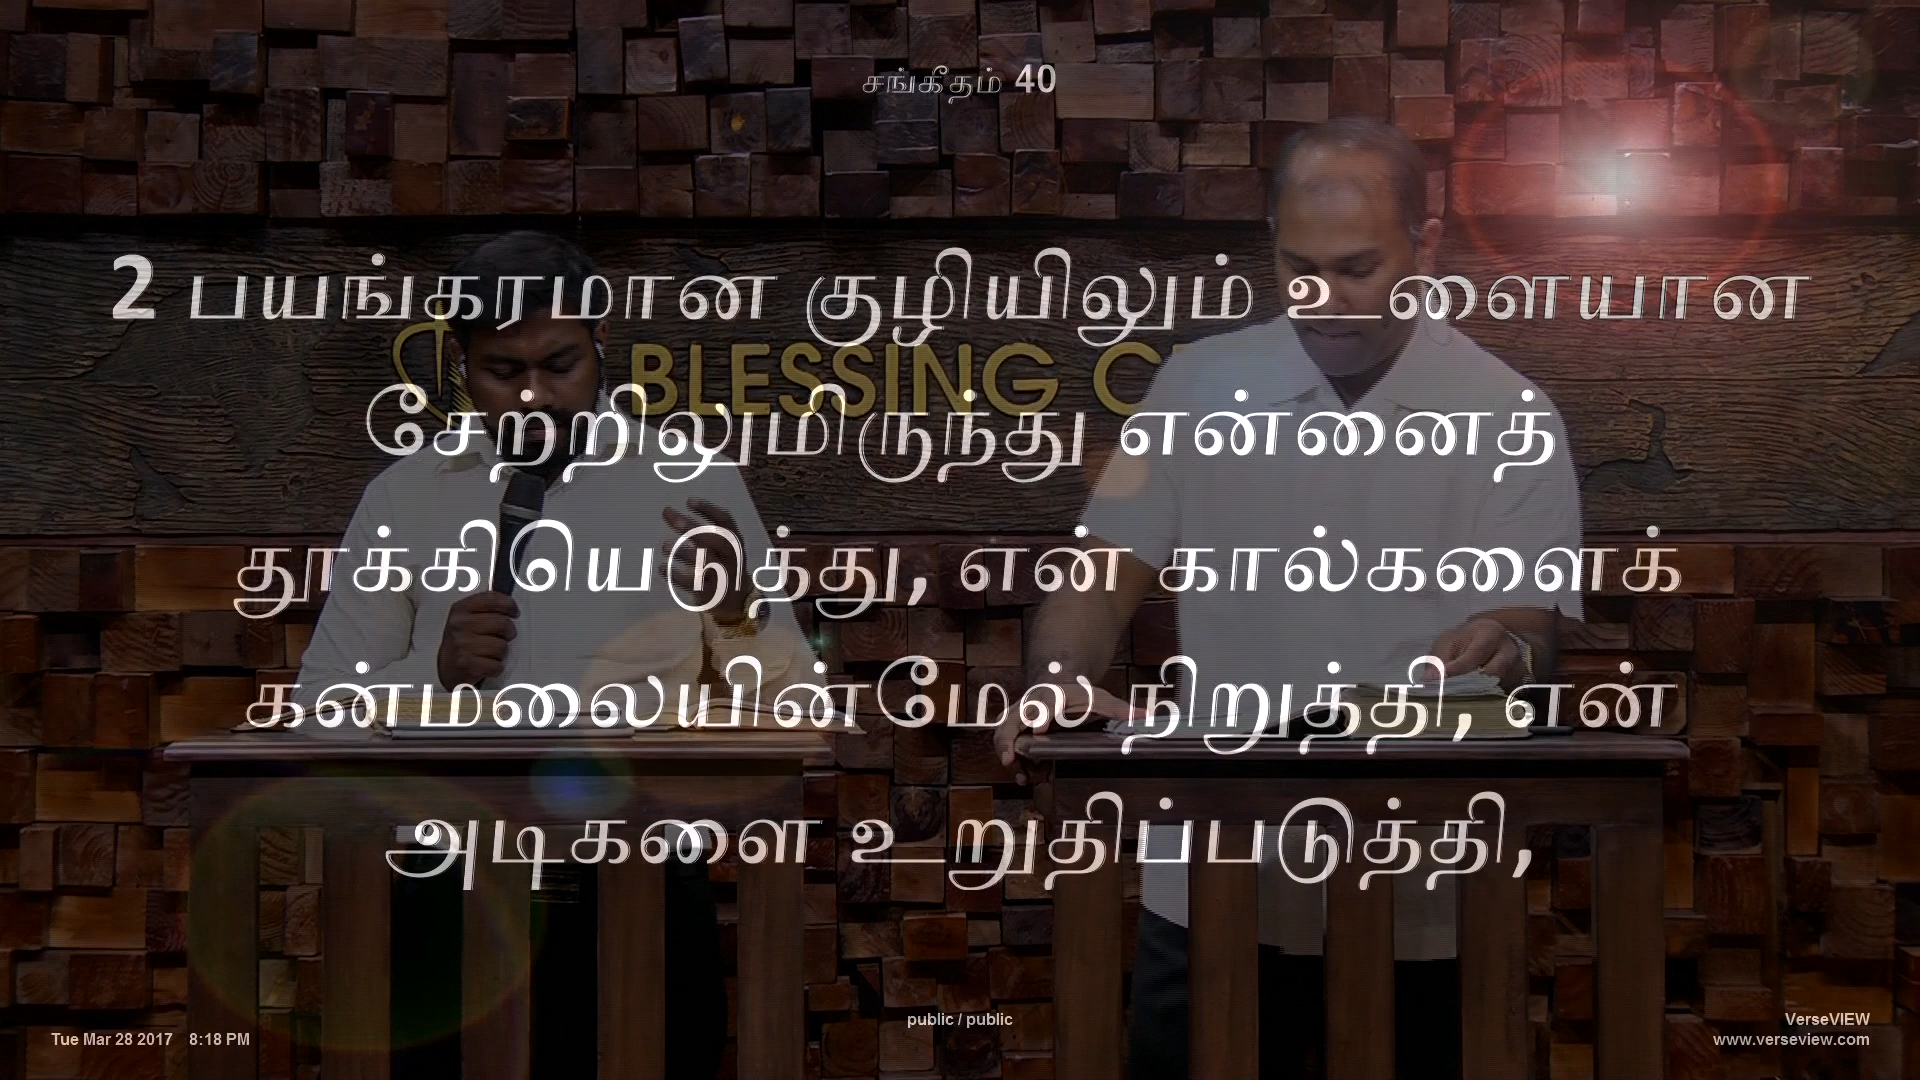 சங்கீதம் 40
2 பயங்கரமான குழியிலும் உளையான
BLESSING
சேற்றிலுமிருந்து என்னைத்
தூக்கியெடுத்து, என் கால்களைக்
கன்மலையின்மேல் நிறுத்தி, என்
அடிகளை உறுதிப்படுத்தி,
public / public
VerseVIEW
Tue Mar 28 2017 8:18 PM
www.verseview.com